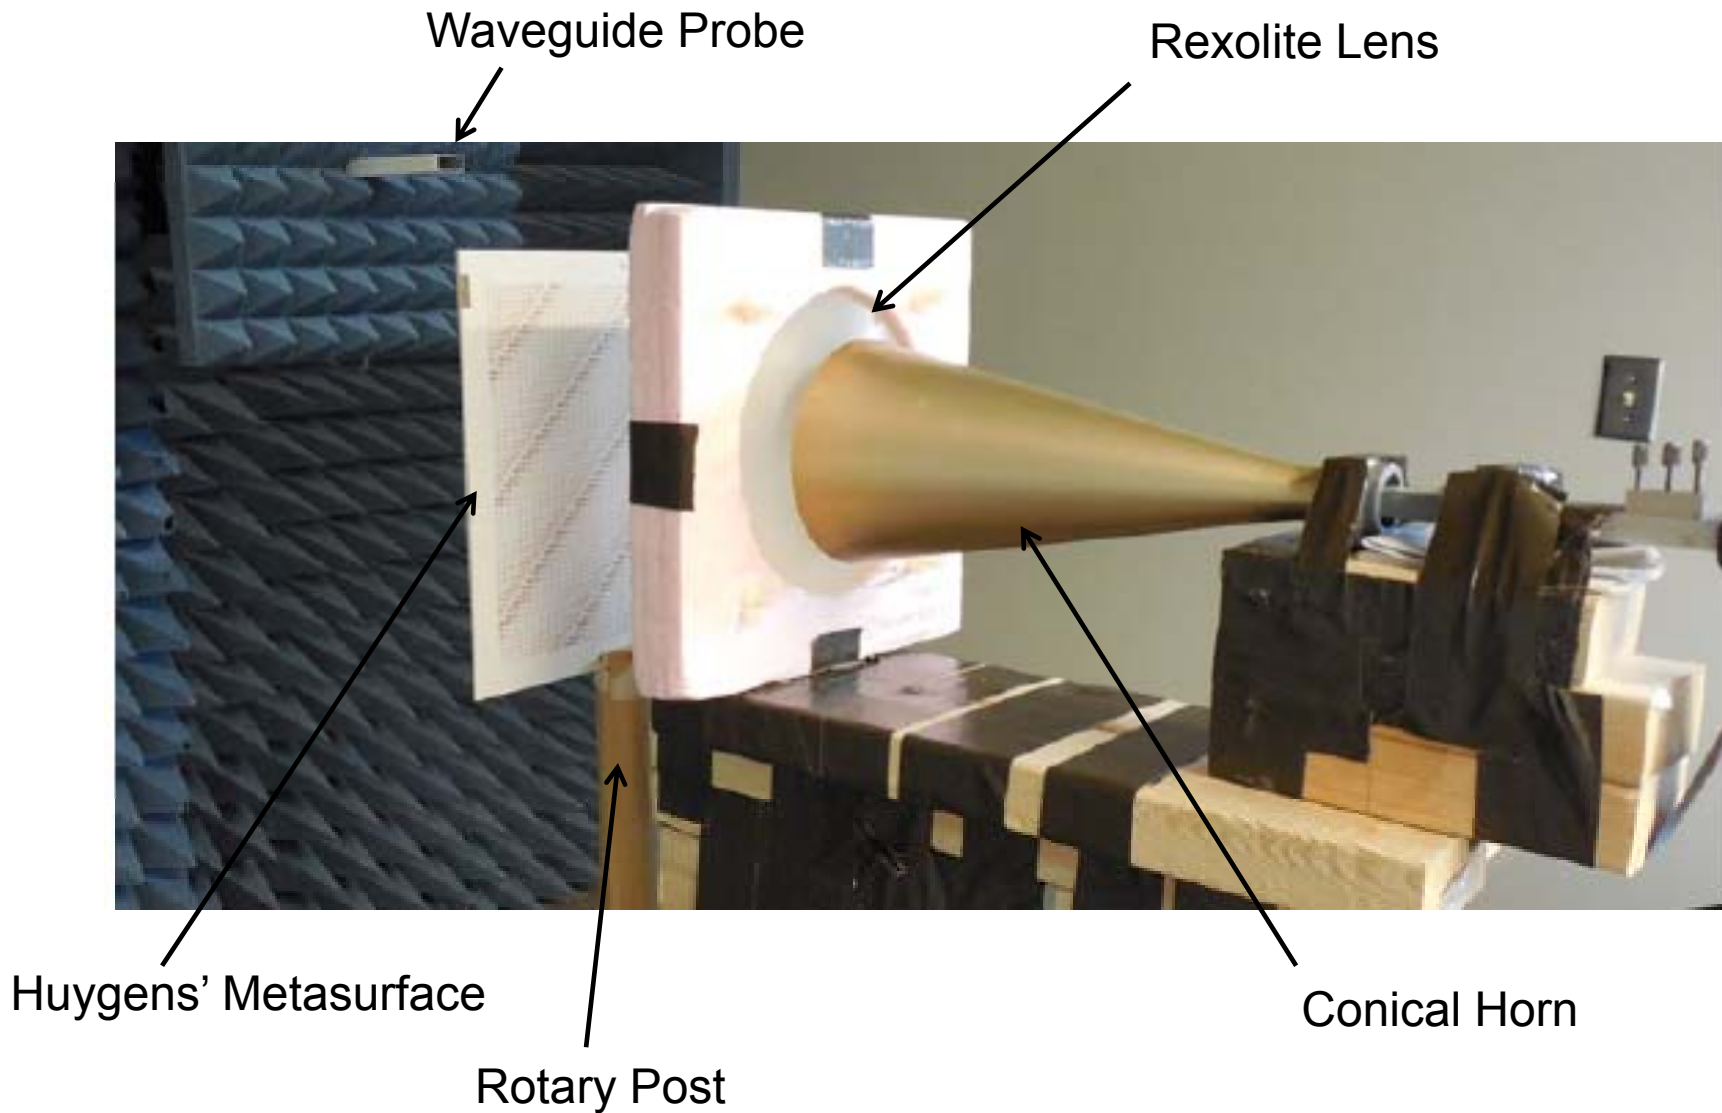 Waveguide Probe
Rexolite Lens
Huygens’ Metasurface
Conical Horn
Rotary Post